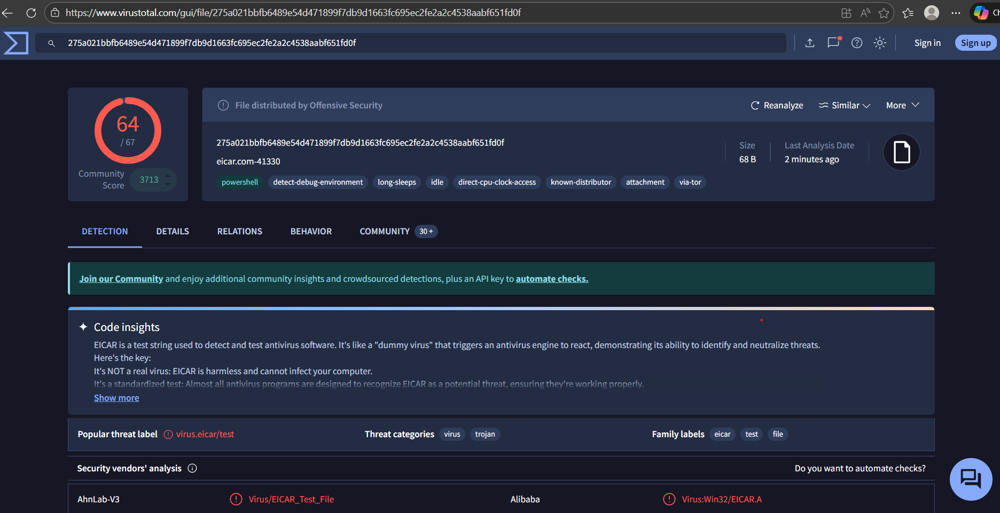 https://www.virustotal.com/gui/file/275a021bbfb6489e54d471899f7db9d1663fc695ec2fe2a2c4538aabf651fd0f
275a021bbfb6489e54d471899f7db9d1663fc695ec2fe2a2c4538aabf651fd0f
Sign in
Sign up
64
/ 67
Community
Score
3713
File distributed by Offensive Security
Reanalyze
Similar
More
275a021bbfb6489e54d471899f7db9d1663fc695ec2fe2a2c4538aabf651fd0f
eicar.com-41330
powershell detect-debug-environment long-sleeps idle direct-cpu-clock-access known-distributor attachment via-tor
Size
68 B
Last Analysis Date
2 minutes ago
DETECTION DETAILS RELATIONS BEHAVIOR COMMUNITY 30 +
Join our Community and enjoy additional community insights and crowdsourced detections, plus an API key to automate checks.
Code insights
EICAR is a test string used to detect and test antivirus software. It's like a "dummy virus" that triggers an antivirus engine to react, demonstrating its ability to identify and neutralize threats.
Here's the key:
It's NOT a real virus: EICAR is harmless and cannot infect your computer.
It's a standardized test: Almost all antivirus programs are designed to recognize EICAR as a potential threat, ensuring they're working properly.
Show more
Popular threat label virus.eicar/test
Threat categories virus trojan
Family labels eicar test file
Security vendors' analysis
Do you want to automate checks?
AhnLab-V3 Virus/EICAR_Test_File
Alibaba Virus:Win32/EICAR.A